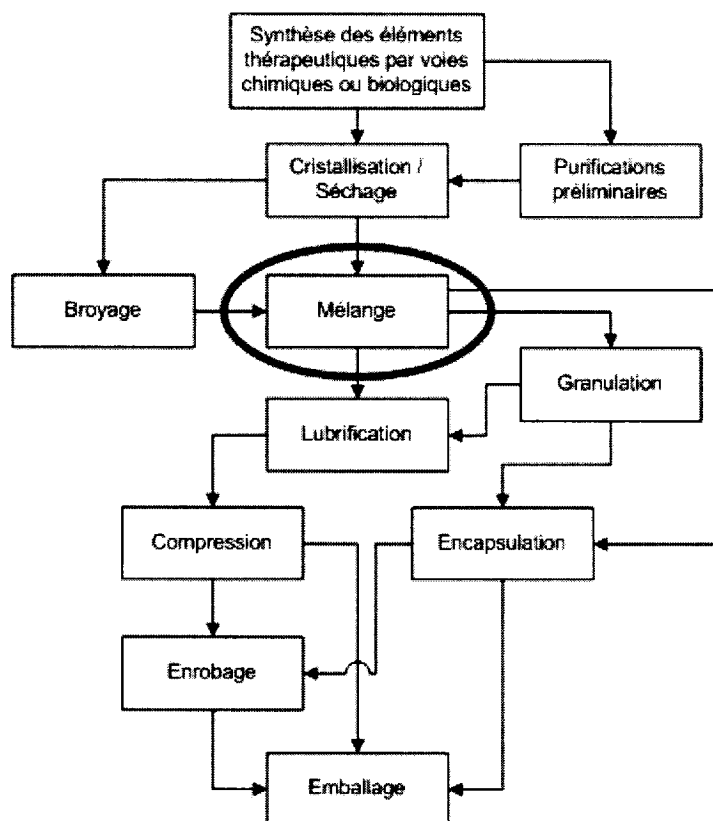 Synthèse des éléments
thérapeutiques par voies
chimiques ou biologiques
Cristallisation /
Séchage
Purifications
préliminaires
Broyage
Mélange
Granulation
Lubrification
Compression
Encapsulation
Enrobage
Emballage